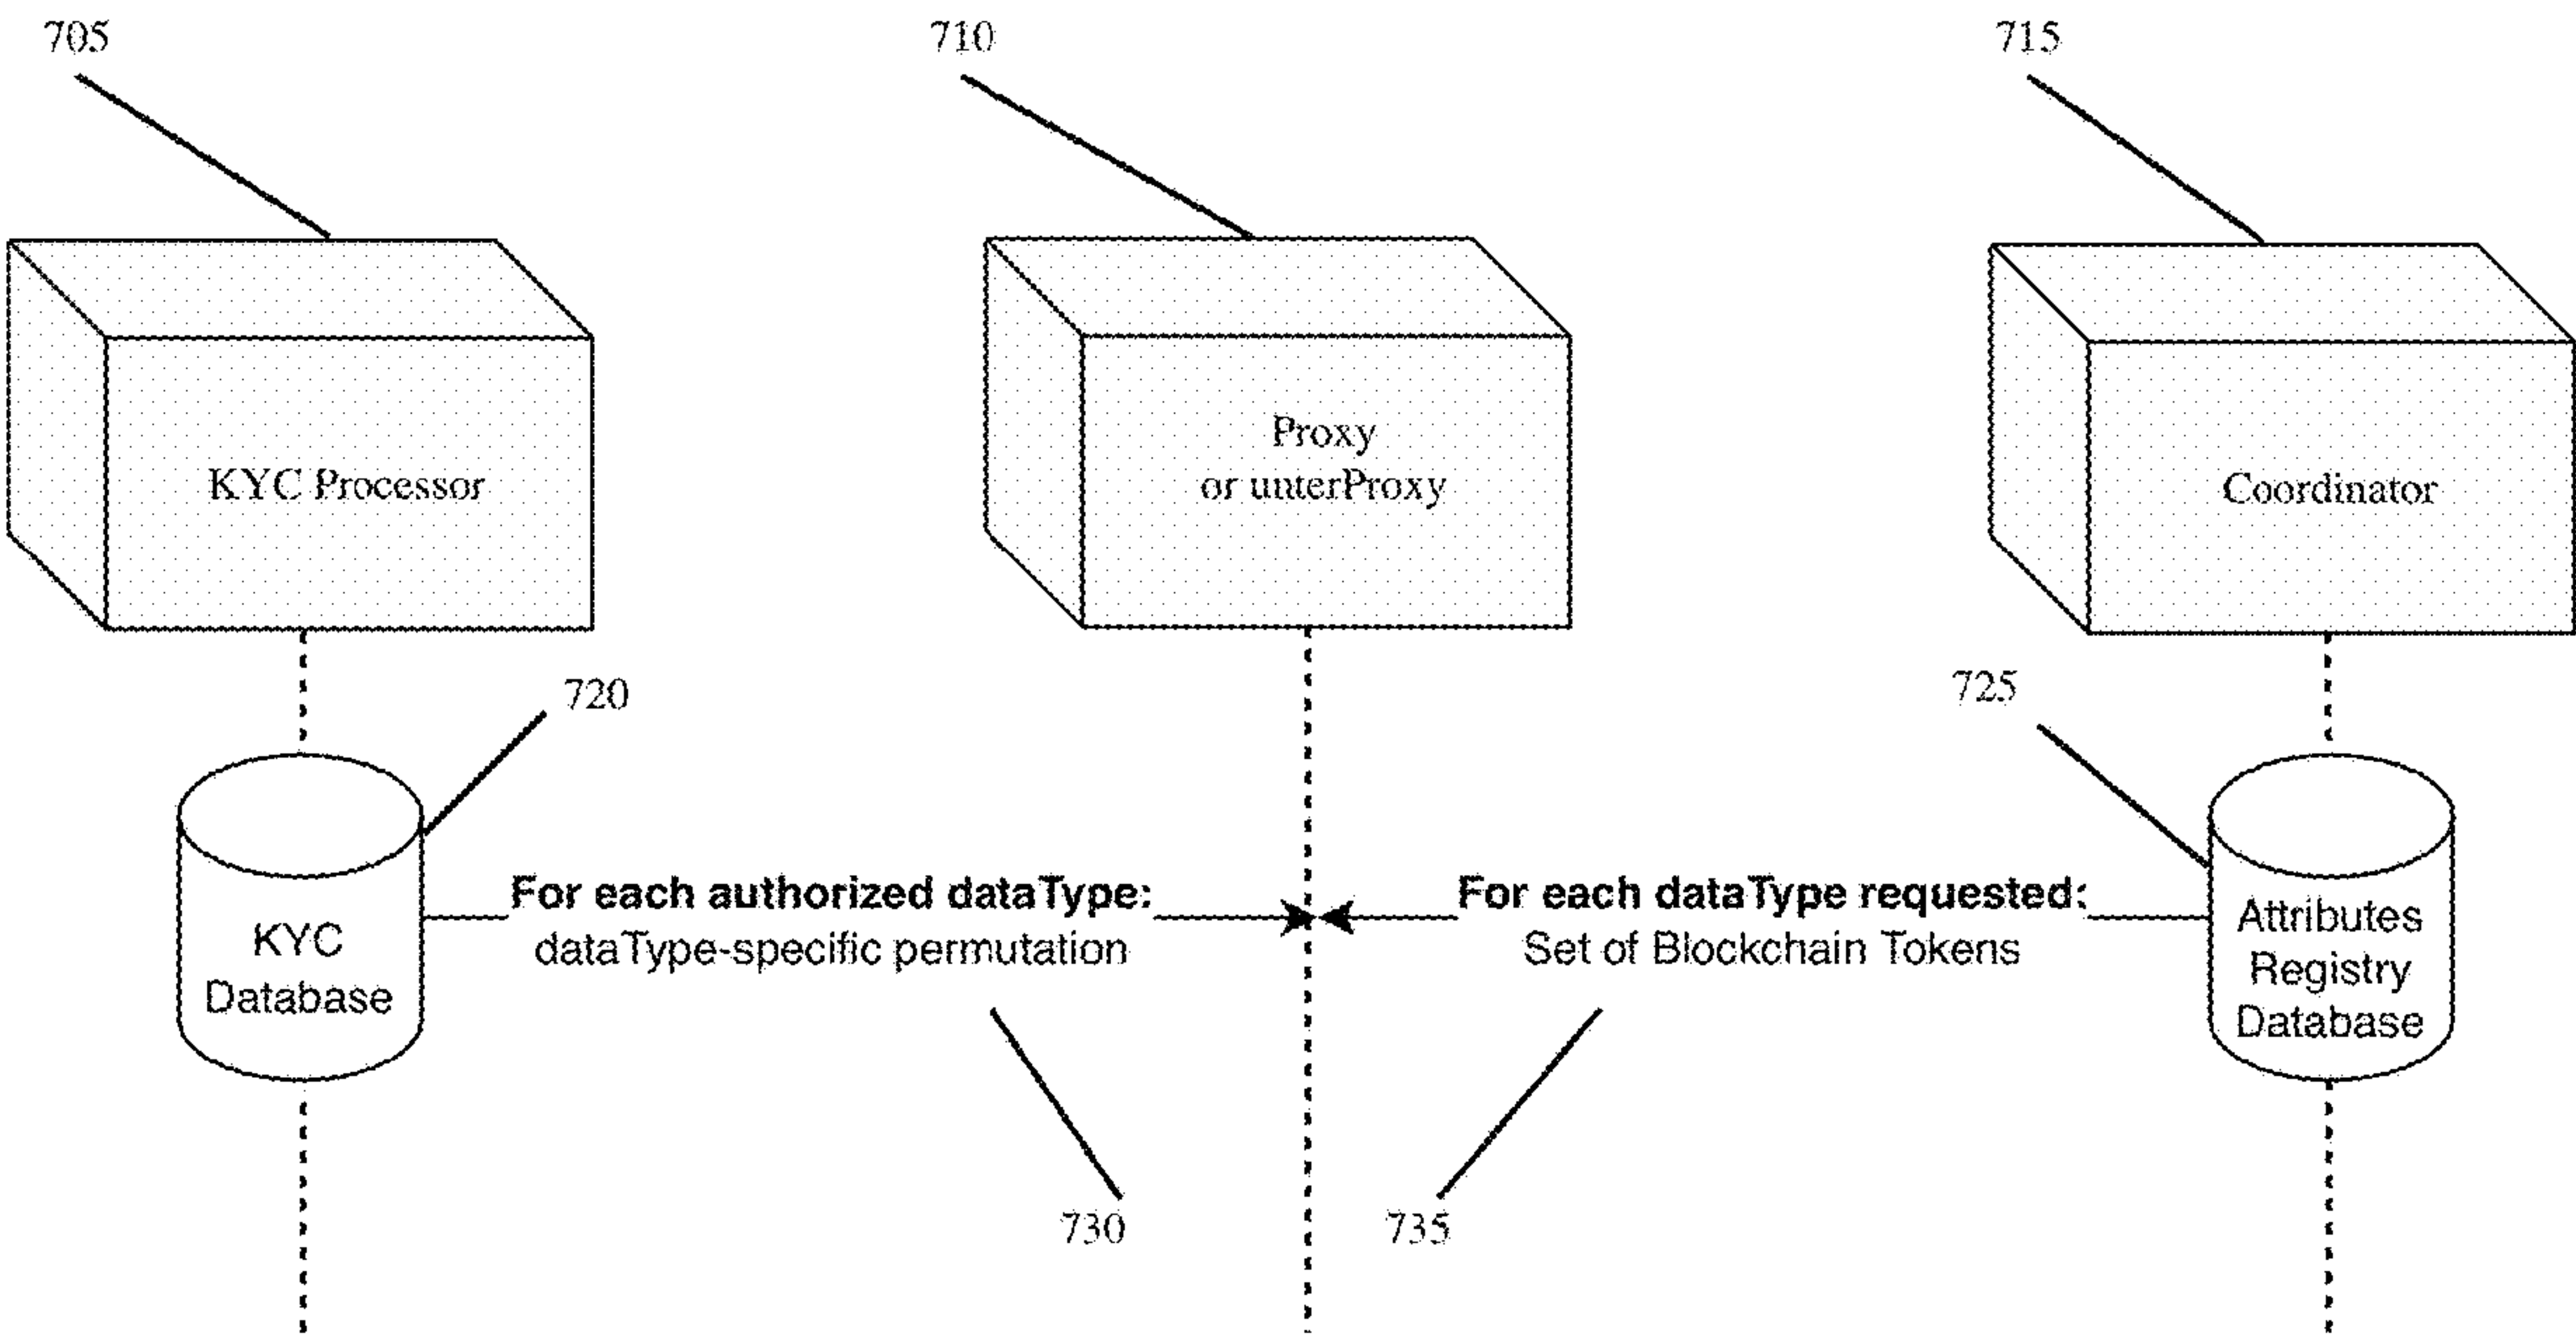 705
710
715
KYC Processor
Proxy
or unterProxy
Coordinator
720
725
For each authorized dataType:
dataType-specific permutation
For each dataType requested:
Set of Blockchain Tokens
KYC
Database
Attributes
Registry
Database
730
735